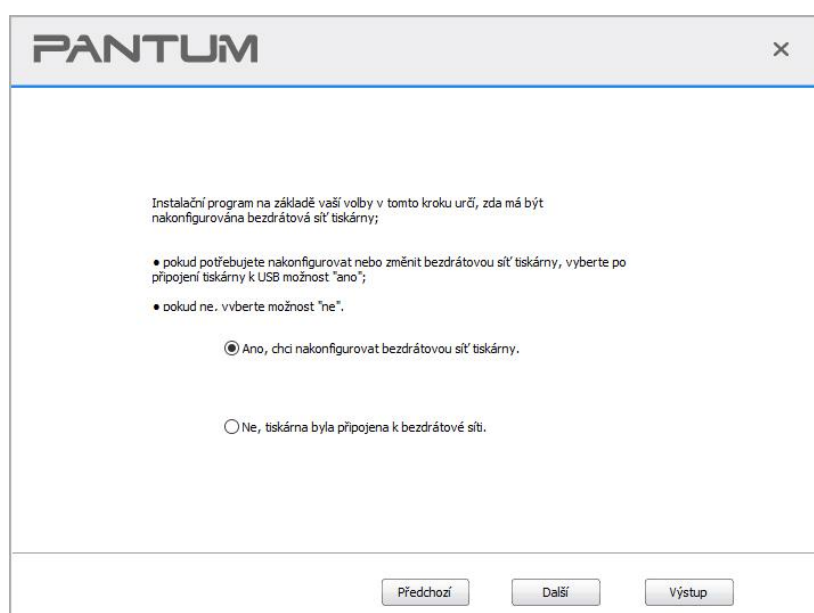 PANTUM
Instalační program na základě vaší volby v tomto kroku určí, zda má být
nakonfigurována bezdrátová síť tiskárny;
● pokud potřebujete nakonfigurovat nebo změnit bezdrátovou síť tiskárny, vyberte po
připojení tiskárny k USB možnost "ano";
● pokud ne, vyberte možnost "ne".
Ano, chci nakonfigurovat bezdrátovou síť tiskárny.
Ne, tiskárna byla připojena k bezdrátové síti.
Předchozí Další Výstup